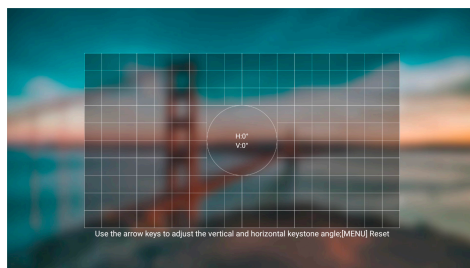 H:0°
V:0°
Use the arrow keys to adjust the vertical and horizontal keystone angle;[MENU] Reset